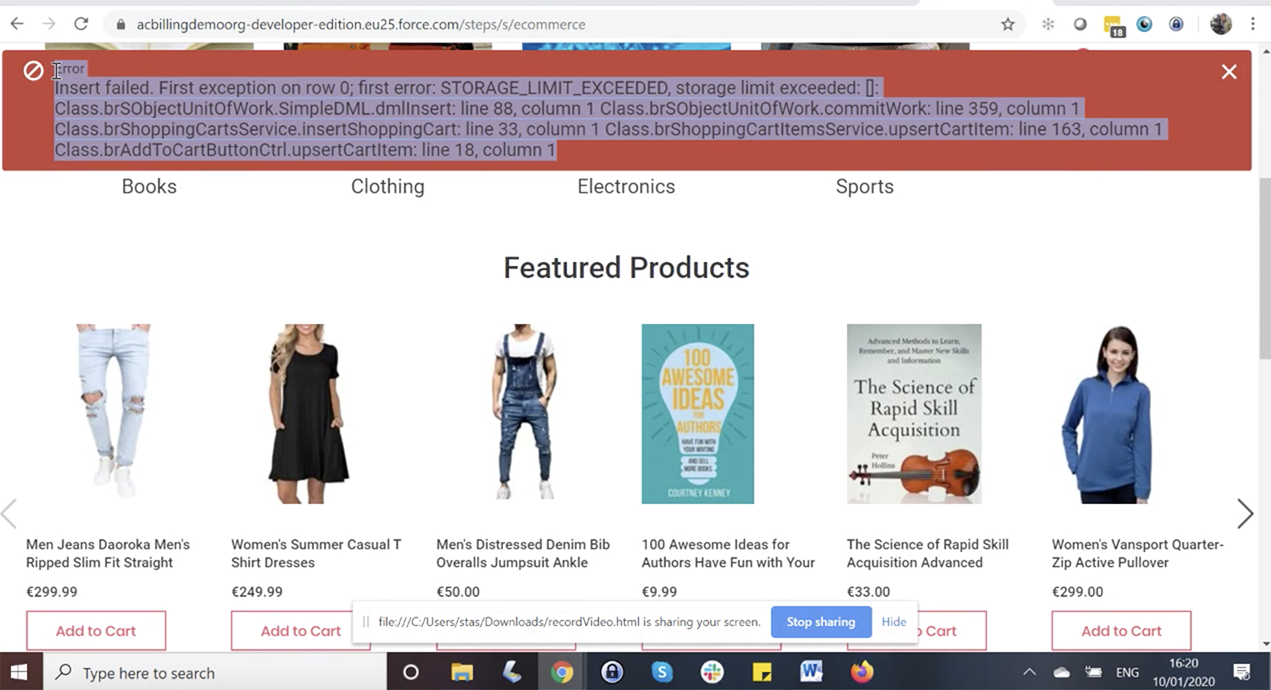 acbillingdemoorg-developer-edition.eu25.force.com/steps/s/ecommerce
18
Error
Insert failed. First exception on row 0; first error: STORAGE_LIMIT_EXCEEDED, storage limit exceeded: []:
Class.brSObjectUnitOfWork.SimpleDML.dmlInsert: line 88, column 1 Class.brSObjectUnitOfWork.commitWork: line 359, column 1
Class.brShoppingCartsService.insertShoppingCart: line 33, column 1 Class.brShoppingCartItemsService.upsertCartItem: line 163, column 1
Class.brAddToCartButtonCtrl.upsertCartItem: line 18, column 1
Books Clothing Electronics Sports
Featured Products
100
AWESOME
IDEAS
FOR
AUTHORS
HAVE FUN WITH
YOUR WRITING
AND SELL
MORE BOOKS
COURTNEY KENNEY
Advanced Methods to Learn,
Remember, and Master New Skills
and Information
The Science of
Rapid Skill
Acquisition
Peter
Hollins
Men Jeans Daoroka Men's
Ripped Slim Fit Straight
€299.99
Add to Cart
Women's Summer Casual T
Shirt Dresses
€249.99
Add to Cart
Men's Distressed Denim Bib
Overalls Jumpsuit Ankle
€50.00
100 Awesome Ideas for
Authors Have Fun with Your
€9.99
The Science of Rapid Skill
Acquisition Advanced
€33.00
Cart
Women's Vansport Quarter-
Zip Active Pullover
€299.00
Add to Cart
file:///C:/Users/stas/Downloads/recordVideo.html is sharing your screen. Stop sharing Hide
Type here to search
ENG
16:20
10/01/2020